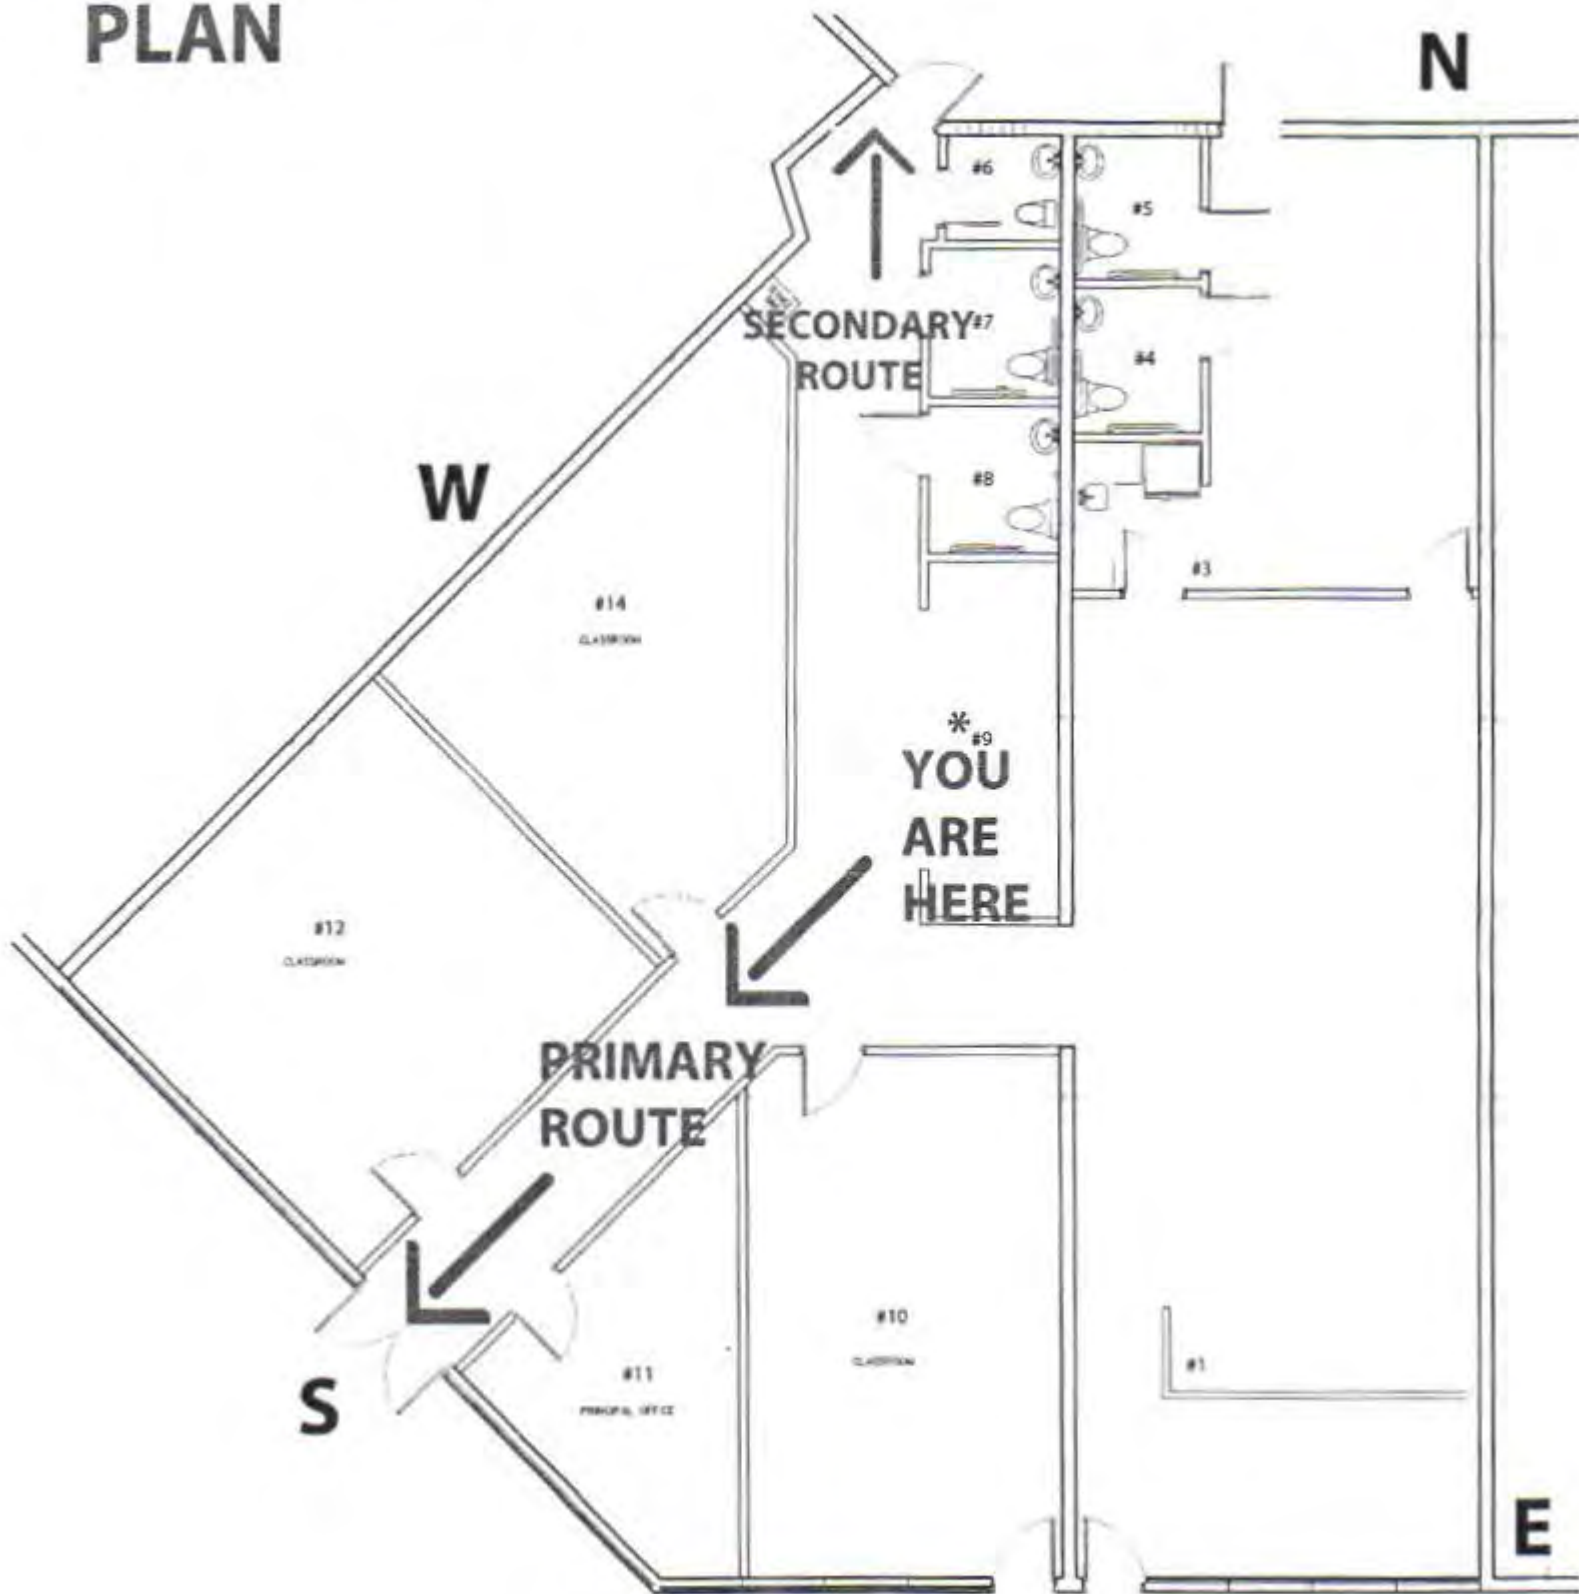 PLAN
N
#6
#5
SECONDARY
ROUTE
#7
#4
W
#8
#3
#14
CLASSROOM
*
#9
YOU
ARE
HERE
#12
CLASSROOM
PRIMARY
ROUTE
#10
CLASSROOM
#1
#11
PRINCIPAL OFFICE
S
E